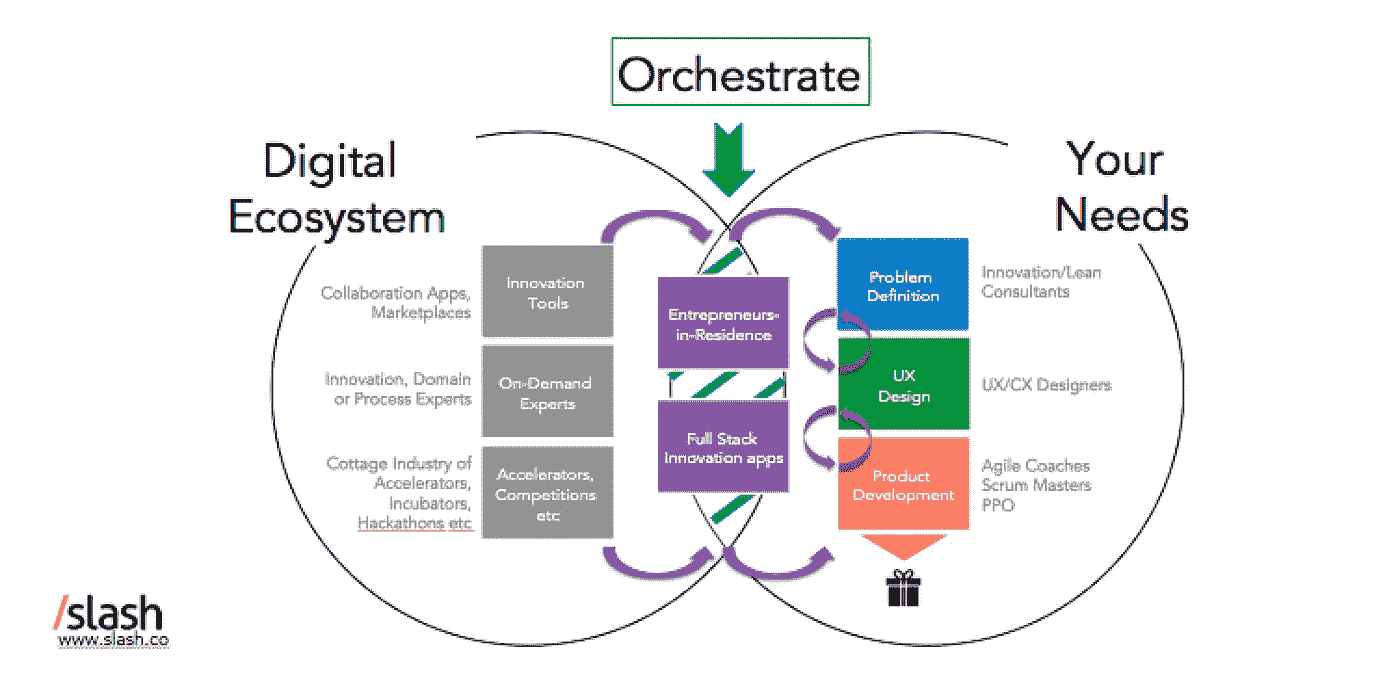 Orchestrate
Digital
Ecosystem
Your
Needs
Collaboration Apps,
Marketplaces
Innovation
Tools
Innovation, Domain
or Process Experts
On-Demand
Experts
Cottage Industry of
Accelerators,
Incubators,
Hackathons etc
Accelerators,
Competitions
etc
Entrepreneurs-
in-Residence
Full Stack
Innovation apps
Problem
Definition
Innovation/Lean
Consultants
UX
Design
UX/CX Designers
Product
Development
Agile Coaches
Scrum Masters
PPO
/slash
www.slash.co